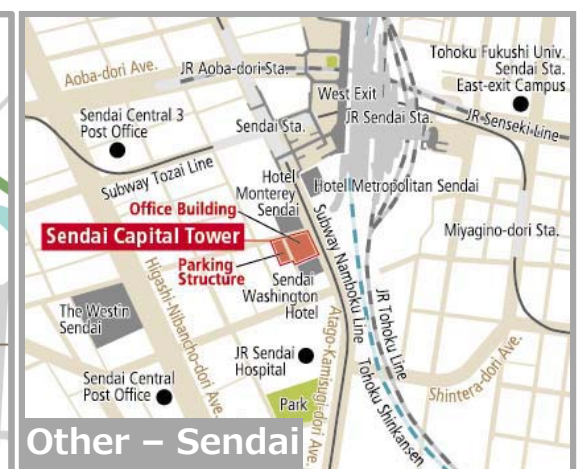 Aoba-dori Ave.
JR Aoba-dori Sta.
Tohoku Fukushi Univ.
Sendai Sta.
East-exit Campus
West Exit
JR Sendai Sta.
JR Senseki Line
Sendai Central 3
Post Office
Sendai Sta.
Subway Tozai Line
Hotel
Monterey
Sendai
Hotel Metropolitan Sendai
Office Building
Sendai Capital Tower
Parking
Structure
Subway Namboku Line
Miyagino-dori Sta.
Sendai
Washington
Hotel
Higashi-Nibancho-dori Ave.
The Westin
Sendai
JR Tohoku Line
JR Sendai
Hospital
Atago-Kamisugi-dori Ave.
Tohoku Shinkansen
Shintera-dori Ave.
Sendai Central
Post Office
Park
Other – Sendai